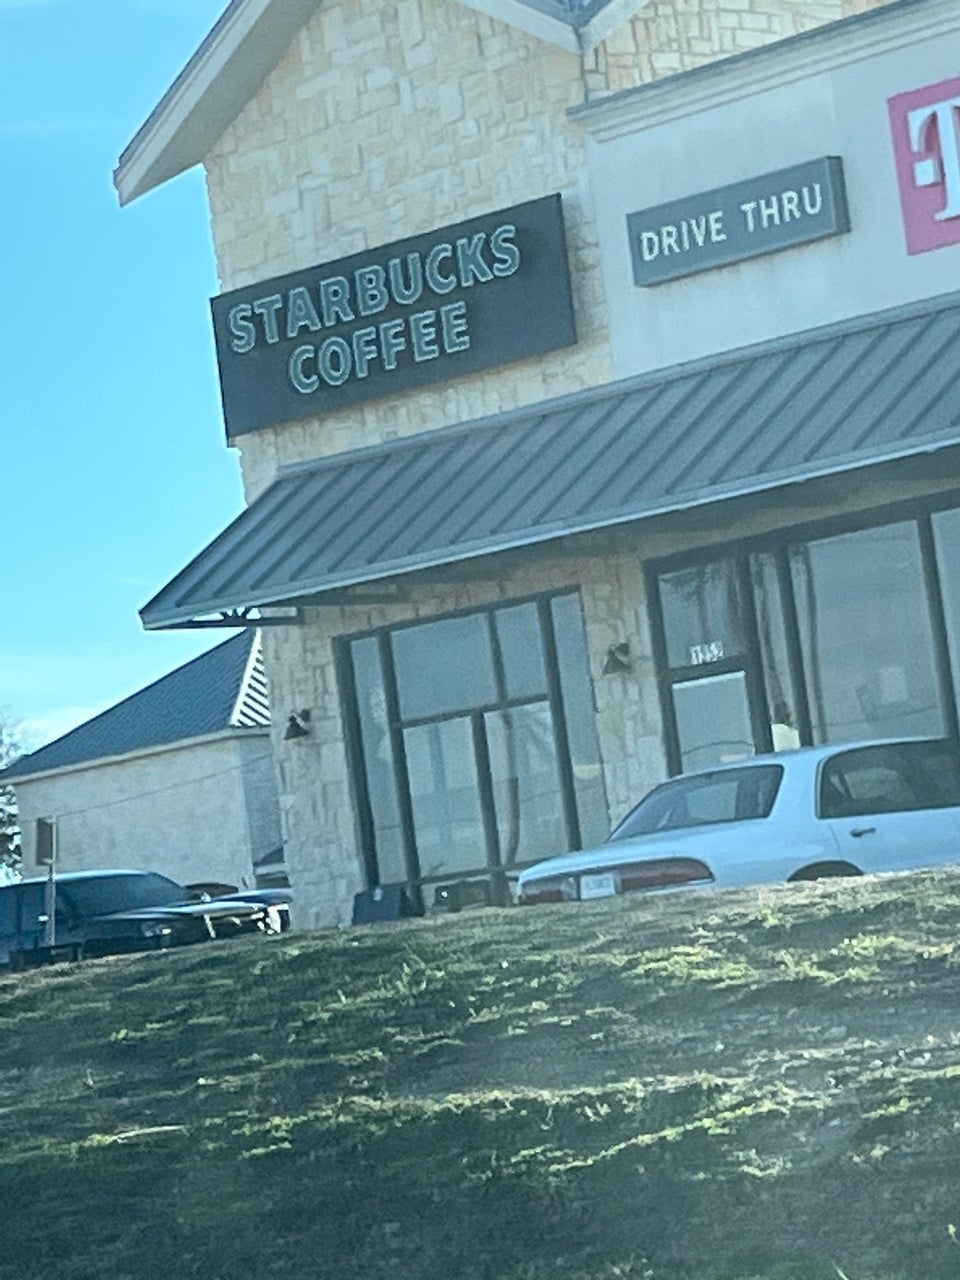 STARBUCKS
COFFEE
DRIVE THRU
T